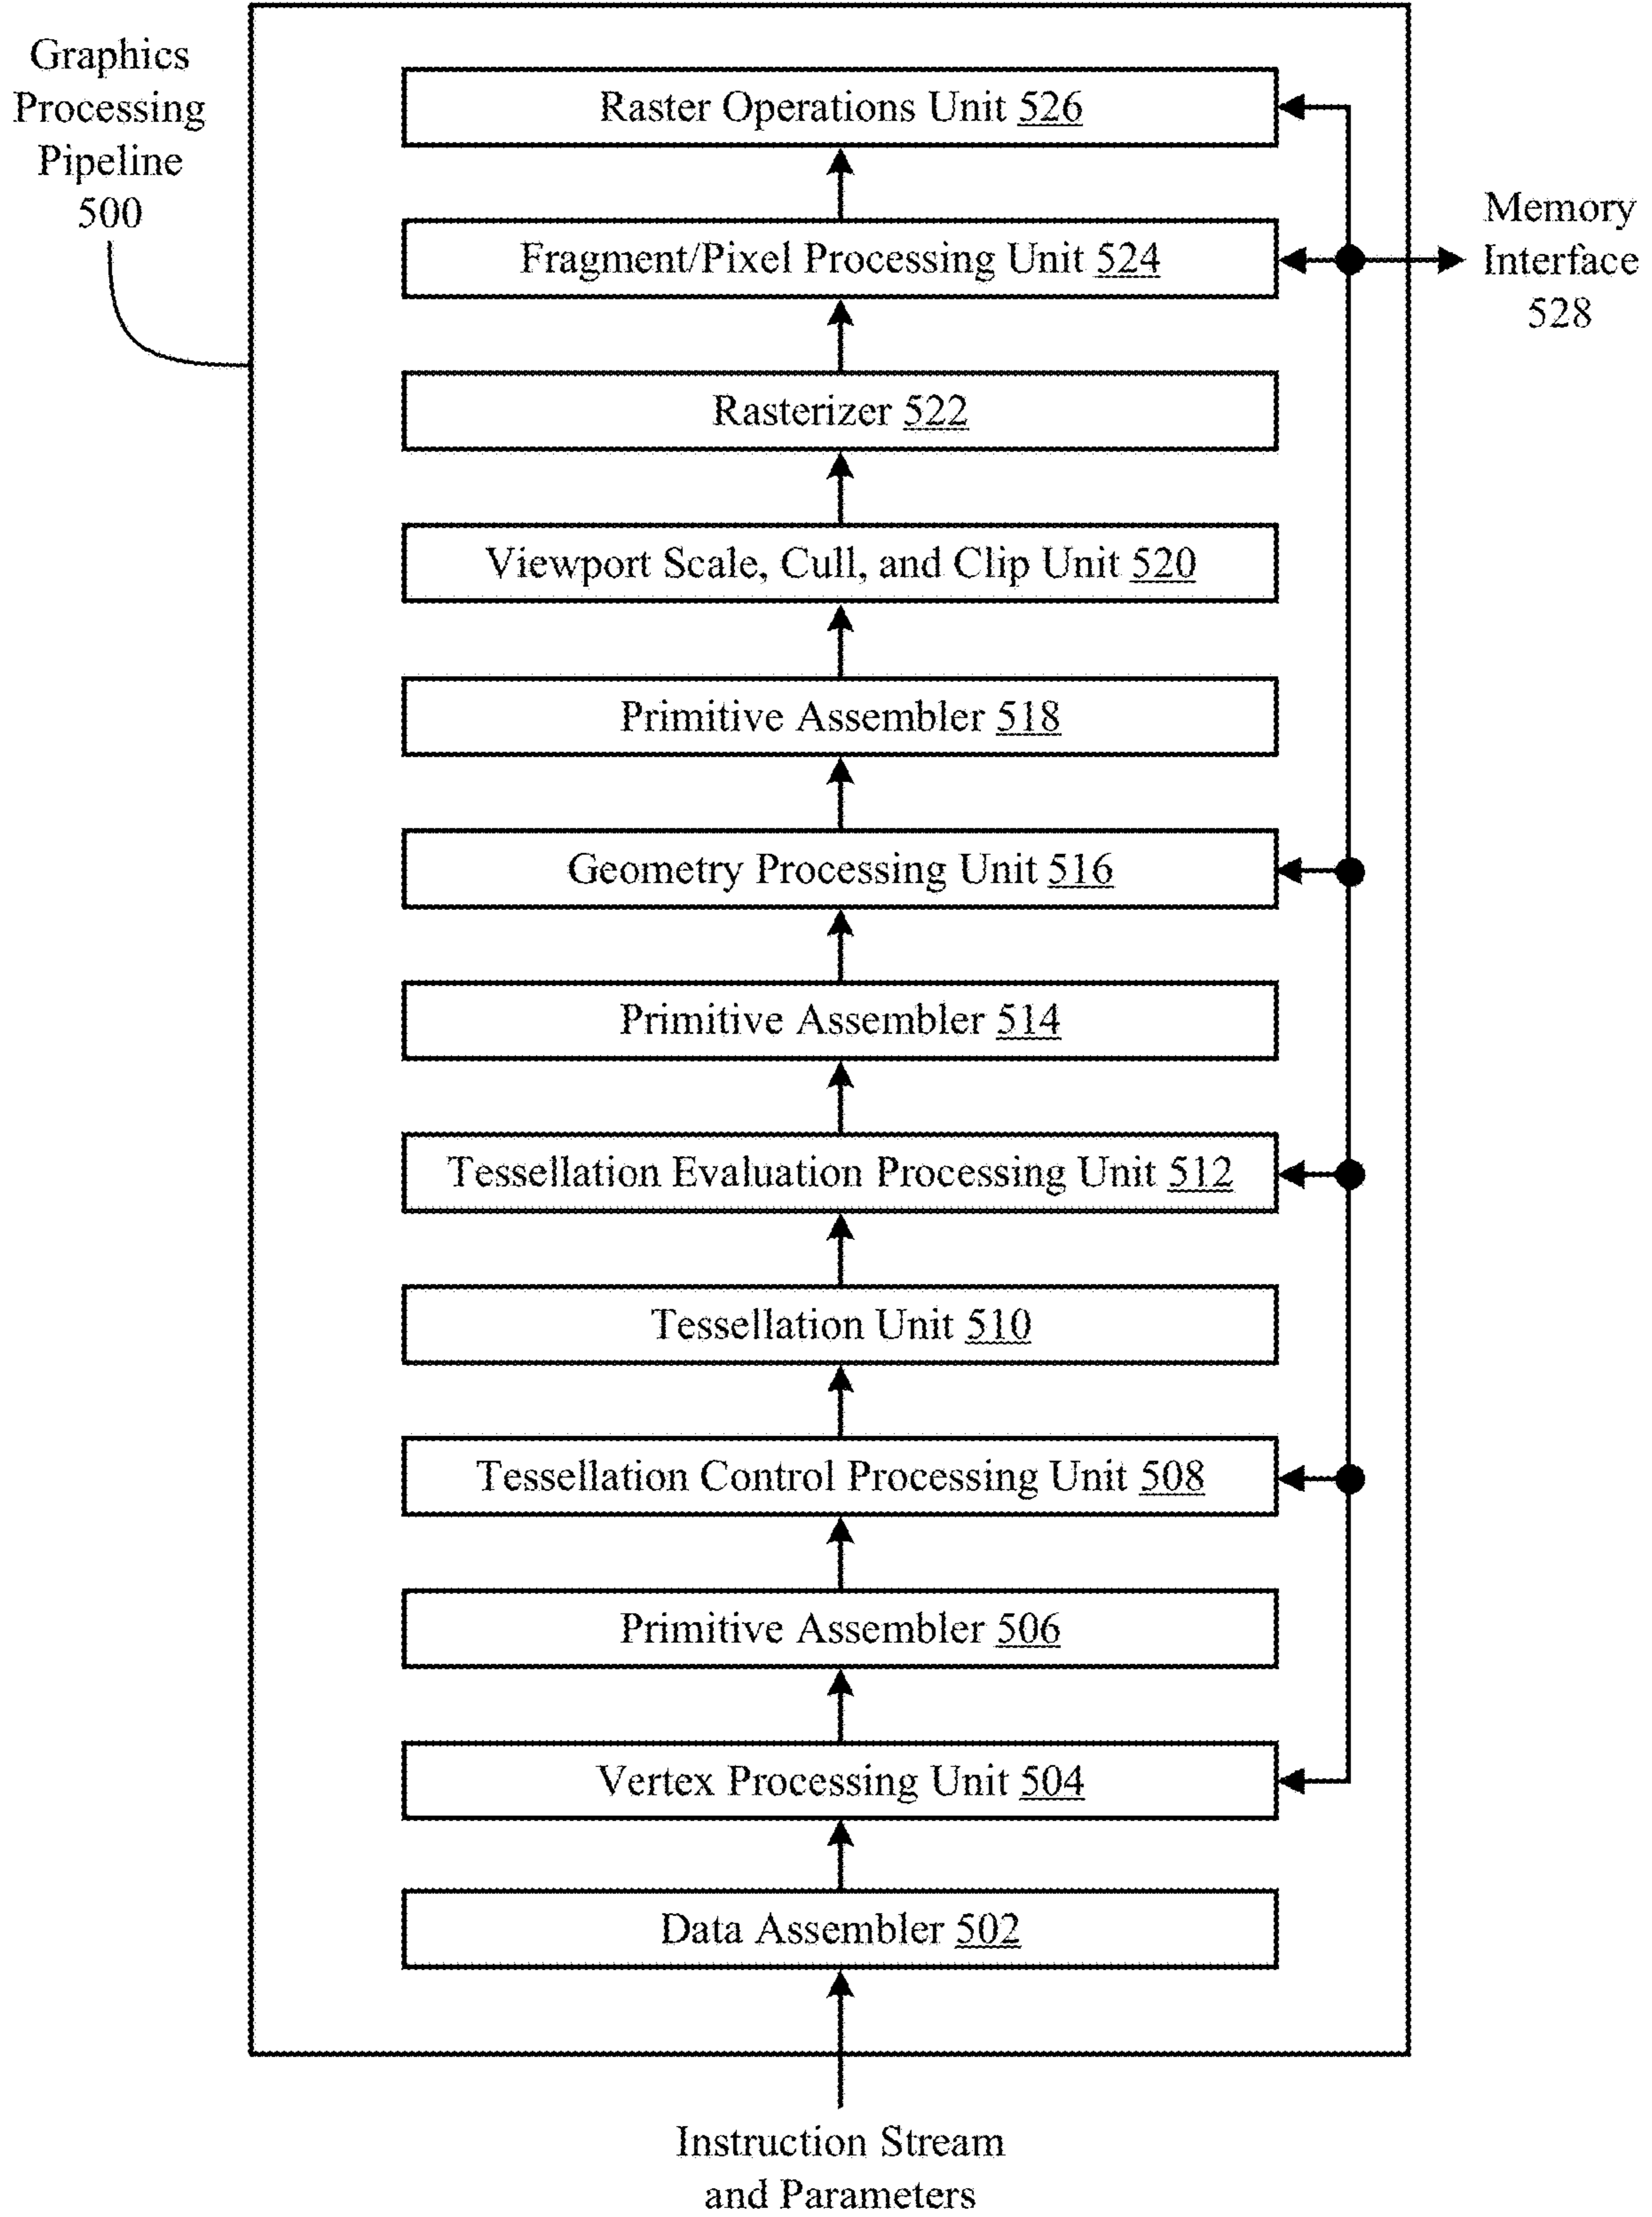 Graphics
Processing
Pipeline
500
Raster Operations Unit 526
Fragment/Pixel Processing Unit 524
Memory
Interface
528
Rasterizer 522
Viewport Scale, Cull, and Clip Unit 520
Primitive Assembler 518
Geometry Processing Unit 516
Primitive Assembler 514
Tessellation Evaluation Processing Unit 512
Tessellation Unit 510
Tessellation Control Processing Unit 508
Primitive Assembler 506
Vertex Processing Unit 504
Data Assembler 502
Instruction Stream
and Parameters